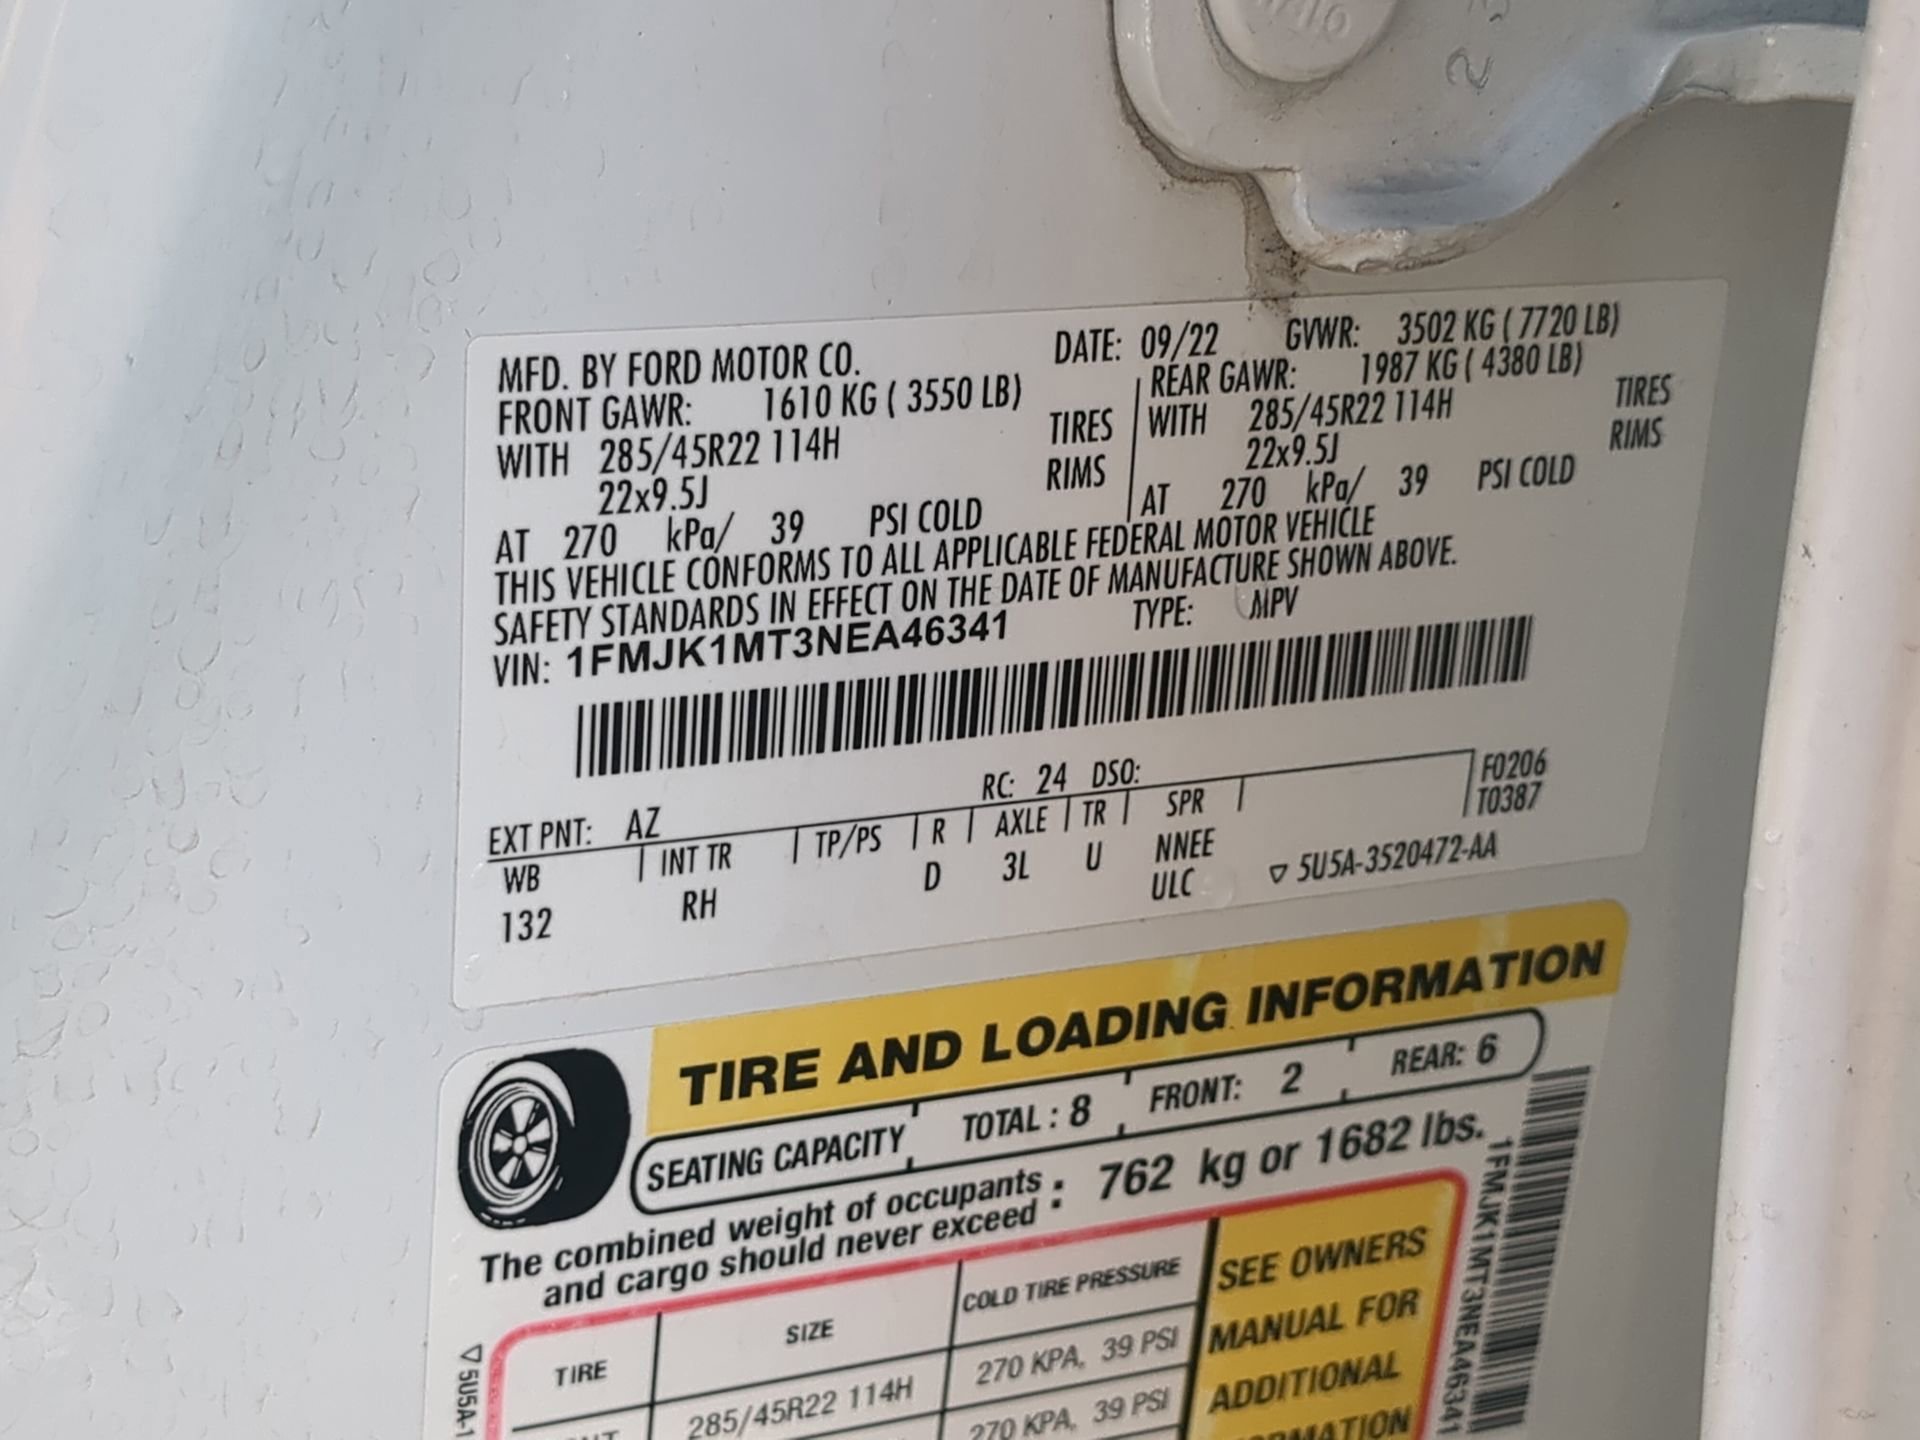 MFD. BY FORD MOTOR CO. DATE: 09/22 GVWR: 3502 KG ( 7720 LB)
FRONT GAWR: 1610 KG ( 3550 LB) REAR GAWR: 1987 KG ( 4380 LB)
WITH 285/45R22 114H TIRES WITH 285/45R22 114H TIRES
22x9.5J RIMS 22x9.5J RIMS
AT 270 kPa/ 39 PSI COLD AT 270 kPa/ 39 PSI COLD
THIS VEHICLE CONFORMS TO ALL APPLICABLE FEDERAL MOTOR VEHICLE
SAFETY STANDARDS IN EFFECT ON THE DATE OF MANUFACTURE SHOWN ABOVE.
VIN: 1FMJK1MT3NEA46341 TYPE: MPV
EXT PNT: AZ RC: 24 DSO: F0206
WB INT TR TP/PS R AXLE TR SPR T0387
132 RH D 3L U NNEE
ULC ▽ 5U5A-3520472-AA
TIRE AND LOADING INFORMATION
SEATING CAPACITY TOTAL : 8 FRONT: 2 REAR: 6
The combined weight of occupants
and cargo should never exceed : 762 kg or 1682 lbs.
TIRE SIZE COLD TIRE PRESSURE
285/45R22 114H 270 KPA, 39 PSI
270 KPA, 39 PSI
SEE OWNERS
MANUAL FOR
ADDITIONAL
1FMJK1MT3NEA46341
▽ 5U5A-1